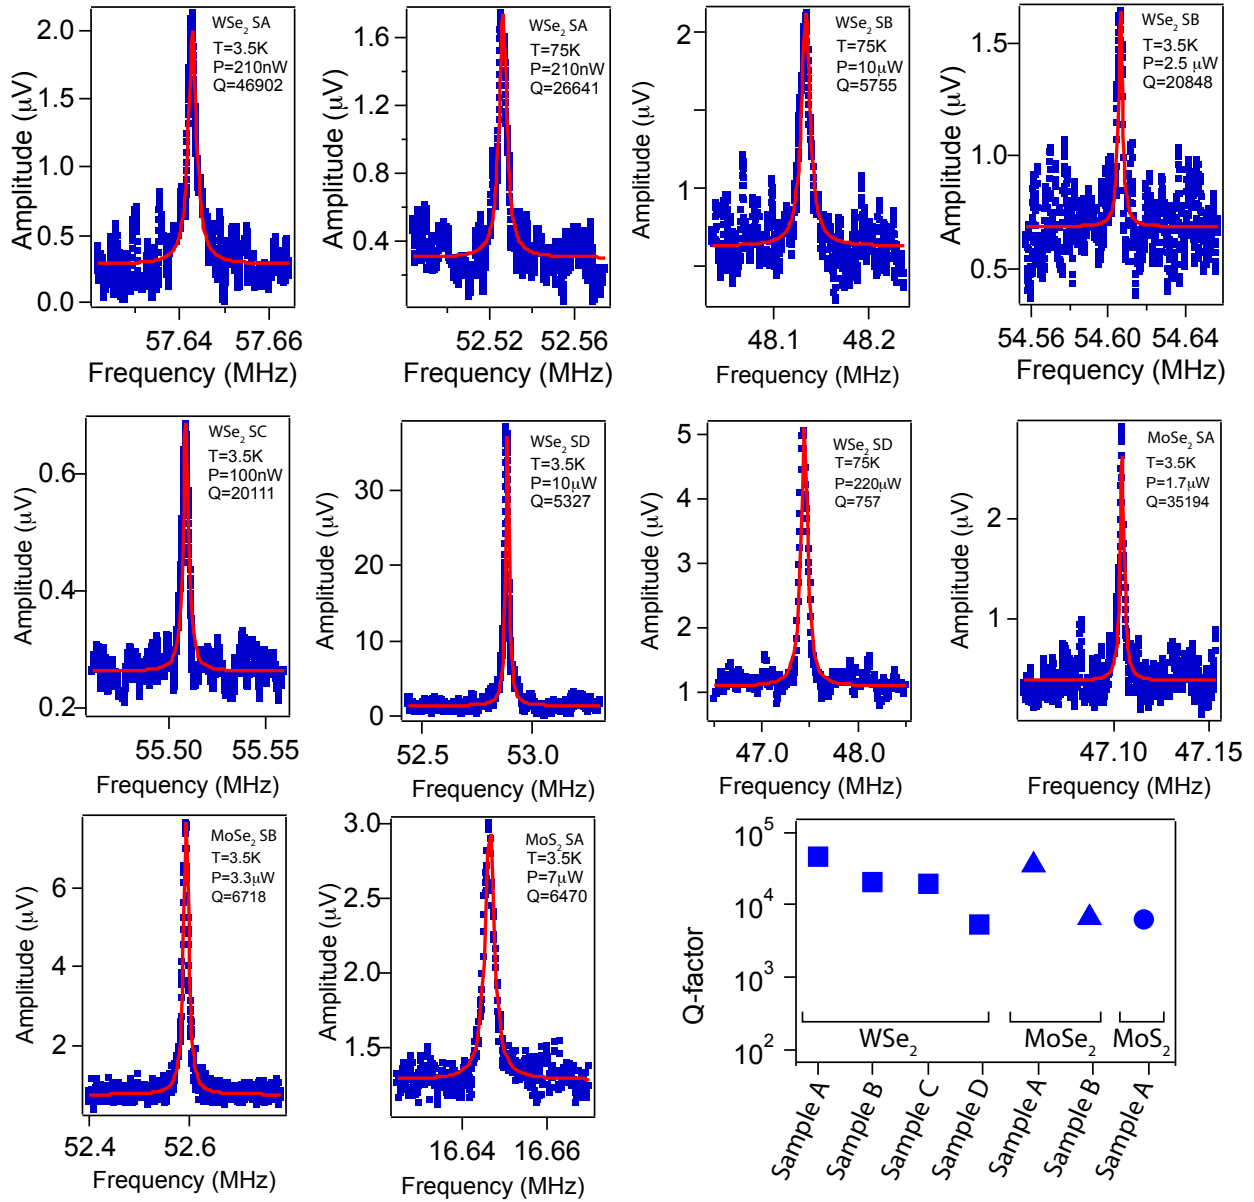 WSe₂ SA
T=3.5K
P=210nW
Q=46902
2.0
1.5
1.0
0.5
0.0
Amplitude (μV)
57.64 57.66
Frequency (MHz)
WSe₂ SA
T=75K
P=210nW
Q=26641
1.6
1.2
0.8
0.4
Amplitude (μV)
52.52 52.56
Frequency (MHz)
WSe₂ SB
T=75K
P=10μW
Q=5755
2
1
Amplitude (μV)
48.1 48.2
Frequency (MHz)
WSe₂ SB
T=3.5K
P=2.5 μW
Q=20848
1.5
1.0
0.5
Amplitude (μV)
54.56 54.60 54.64
Frequency (MHz)
WSe₂ SC
T=3.5K
P=100nW
Q=20111
0.6
0.4
0.2
Amplitude (μV)
55.50 55.55
Frequency (MHz)
WSe₂ SD
T=3.5K
P=10μW
Q=5327
30
20
10
0
Amplitude (μV)
52.5 53.0
Frequency (MHz)
WSe₂ SD
T=75K
P=220μW
Q=757
5
4
3
2
1
Amplitude (μV)
47.0 48.0
Frequency (MHz)
MoSe₂ SA
T=3.5K
P=1.7μW
Q=35194
2
1
Amplitude (μV)
47.10 47.15
Frequency (MHz)
MoSe₂ SB
T=3.5K
P=3.3μW
Q=6718
6
4
2
Amplitude (μV)
52.4 52.6
Frequency (MHz)
MoS₂ SA
T=3.5K
P=7μW
Q=6470
3.0
2.5
2.0
1.5
Amplitude (μV)
16.64 16.66
Frequency (MHz)
10⁵
10⁴
10³
10²
Q-factor
WSe₂ MoSe₂ MoS₂
Sample A
Sample B
Sample C
Sample D
Sample A
Sample B
Sample A